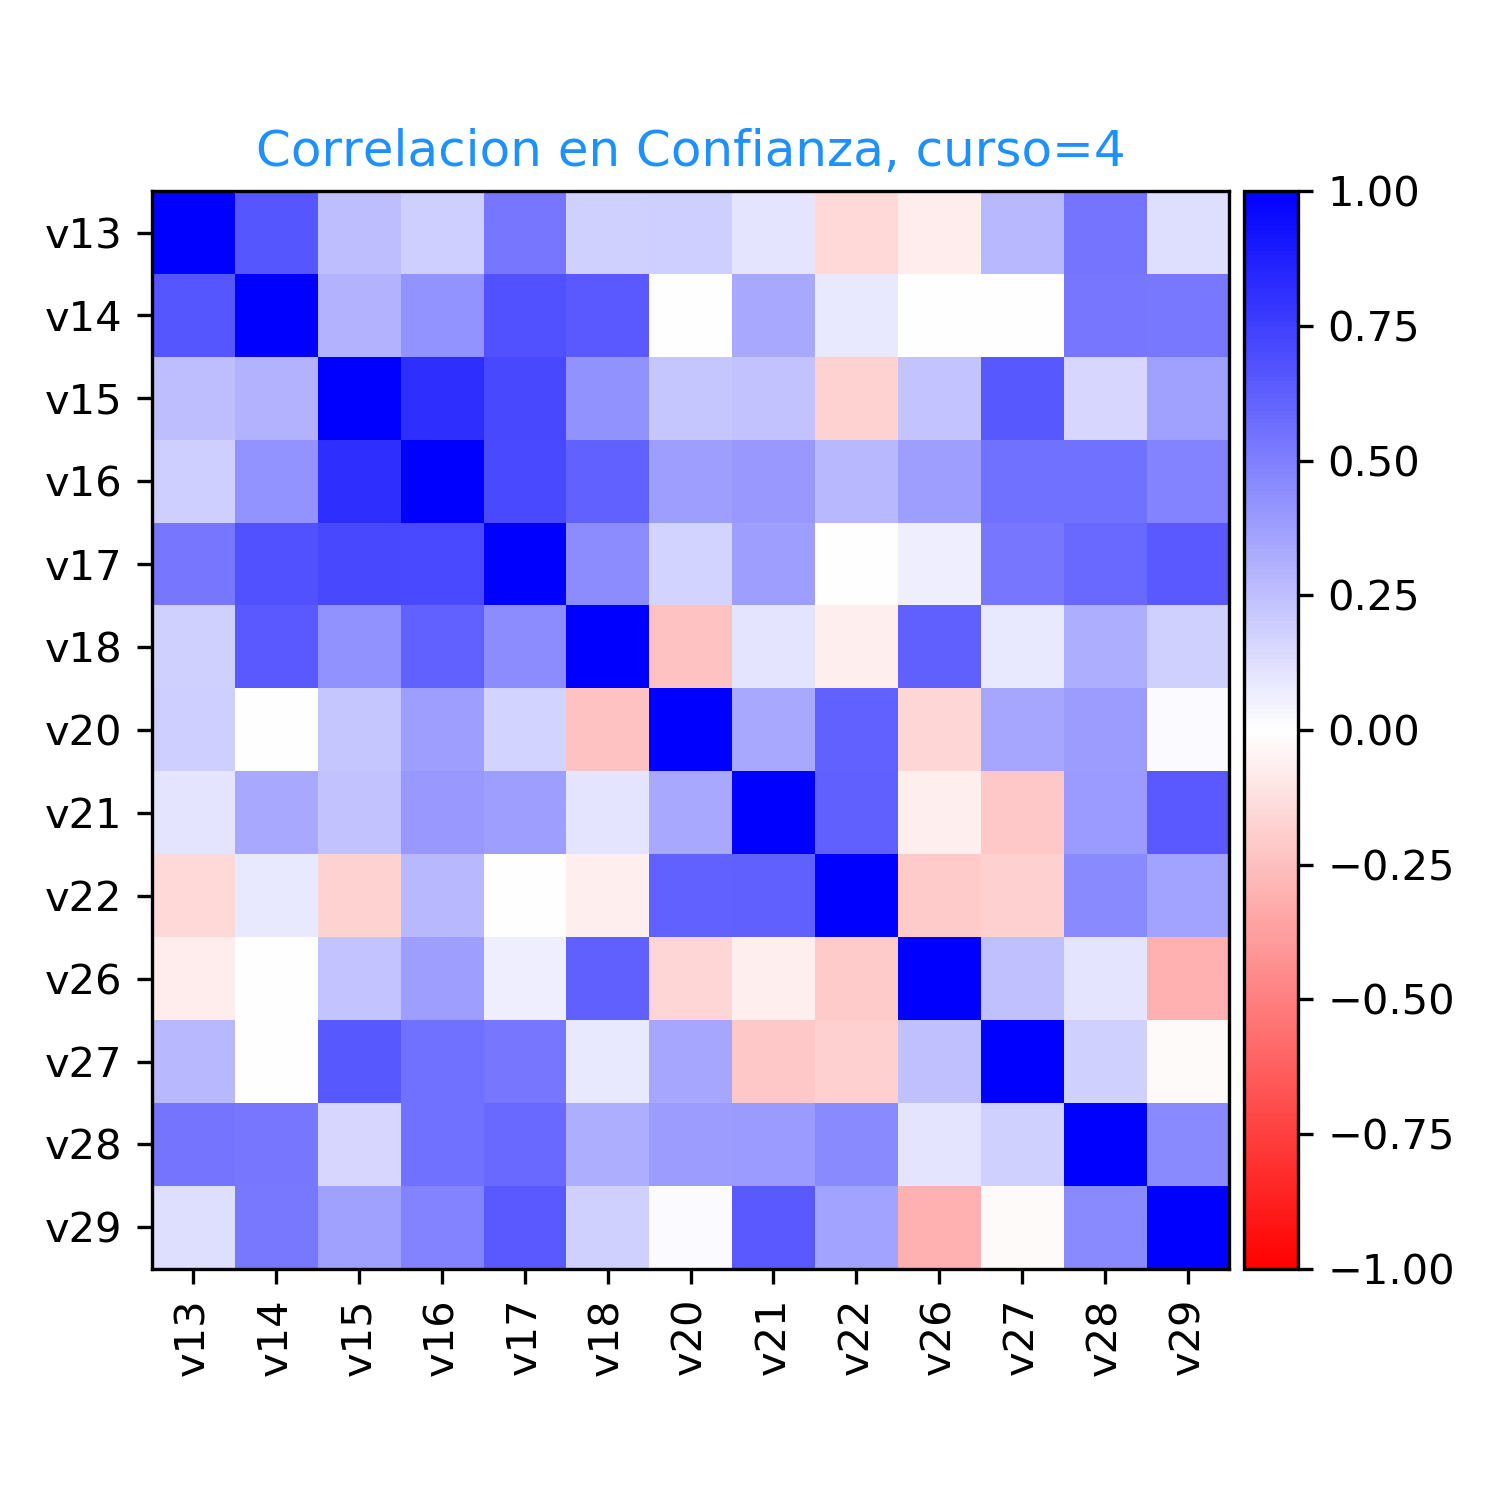 Correlacion en Confianza, curso=4
v13
v14
v15
v16
v17
v18
v20
v21
v22
v26
v27
v28
v29
v13 v14 v15 v16 v17 v18 v20 v21 v22 v26 v27 v28 v29
1.00
0.75
0.50
0.25
0.00
−0.25
−0.50
−0.75
−1.00